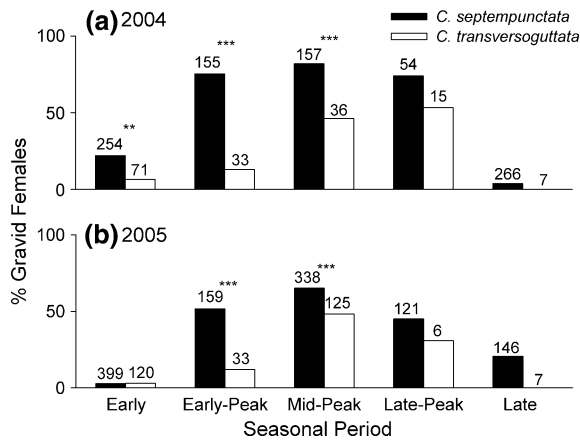 (a) 2004
C. septempunctata
C. transversoguttata
% Gravid Females
100
50
0
254
**
71
155
***
33
157
***
36
54
15
266
7
(b) 2005
100
50
0
399
120
159
***
33
338
***
125
121
6
146
7
Early
Early-Peak
Mid-Peak
Late-Peak
Late
Seasonal Period